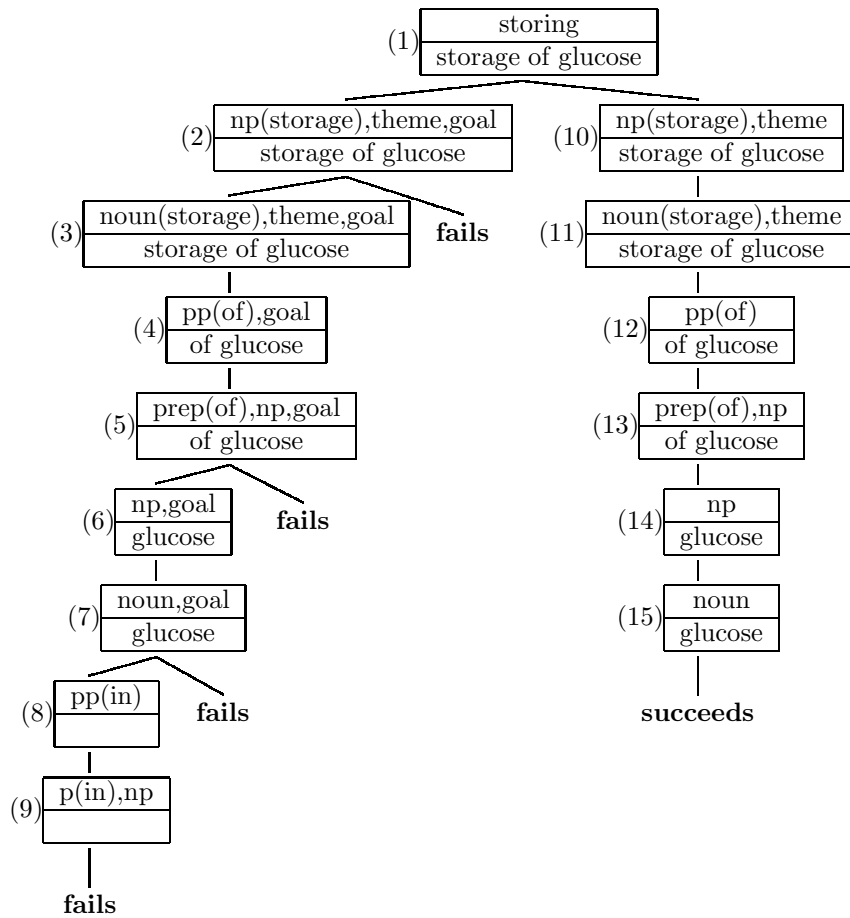 (1) storing
storage of glucose
(2) np(storage),theme,goal
storage of glucose
(10) np(storage),theme
storage of glucose
(3) noun(storage),theme,goal
storage of glucose
fails
(11) noun(storage),theme
storage of glucose
(4) pp(of),goal
of glucose
(12) pp(of)
of glucose
(5) prep(of),np,goal
of glucose
(13) prep(of),np
of glucose
(6) np,goal
glucose
fails
(14) np
glucose
(7) noun,goal
glucose
(15) noun
glucose
(8) pp(in)
fails
succeeds
(9) p(in),np
fails